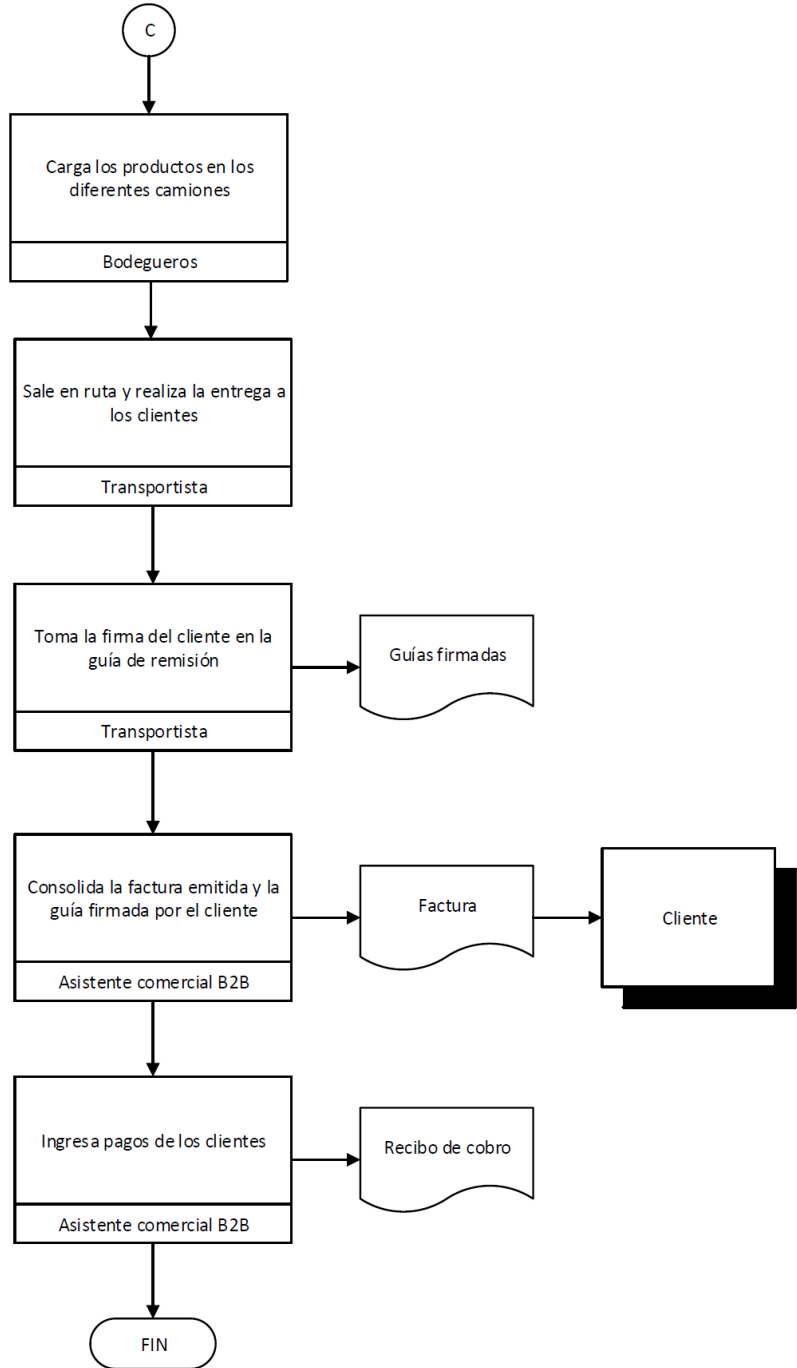 C
Carga los productos en los
diferentes camiones
Bodegueros
Sale en ruta y realiza la entrega a
los clientes
Transportista
Toma la firma del cliente en la
guía de remisión
Transportista
Guías firmadas
Consolida la factura emitida y la
guía firmada por el cliente
Asistente comercial B2B
Factura
Cliente
Ingresa pagos de los clientes
Asistente comercial B2B
Recibo de cobro
FIN